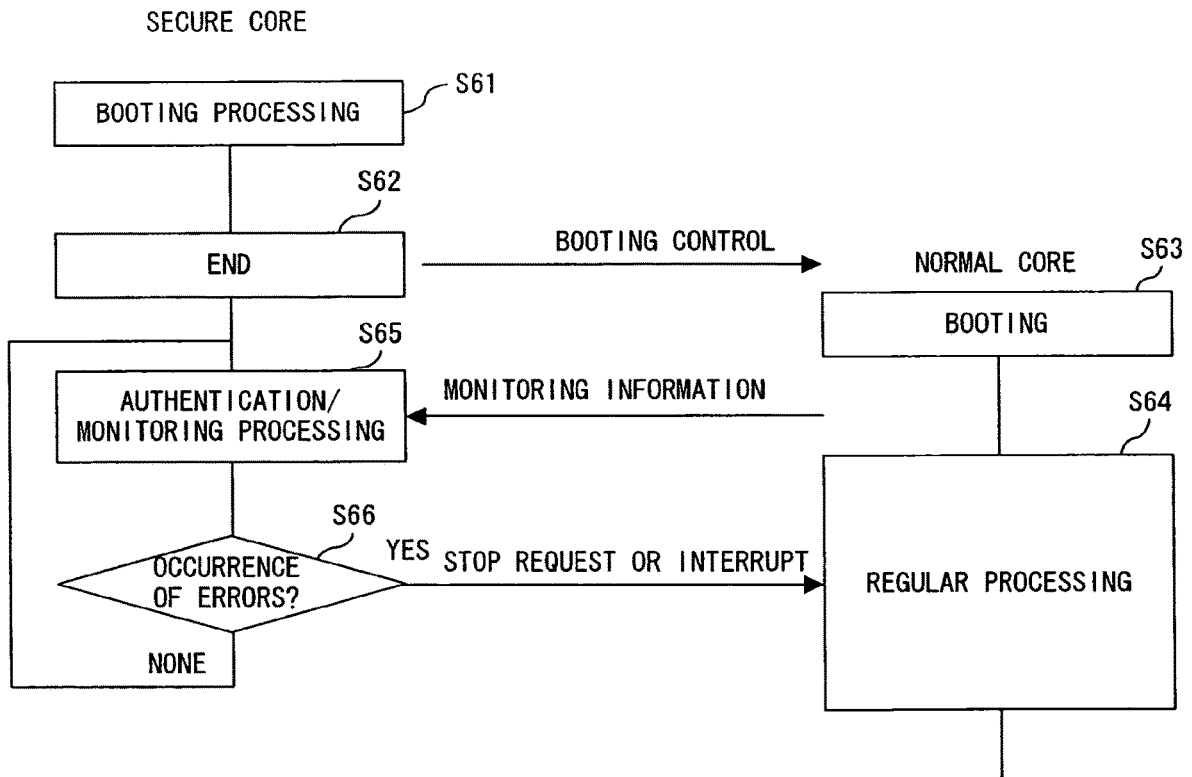 SECURE CORE
S61
BOOTING PROCESSING
S62
END
BOOTING CONTROL
NORMAL CORE
S63
BOOTING
S65
AUTHENTICATION/
MONITORING PROCESSING
MONITORING INFORMATION
S64
S66
OCCURRENCE
OF ERRORS?
YES
STOP REQUEST OR INTERRUPT
REGULAR PROCESSING
NONE